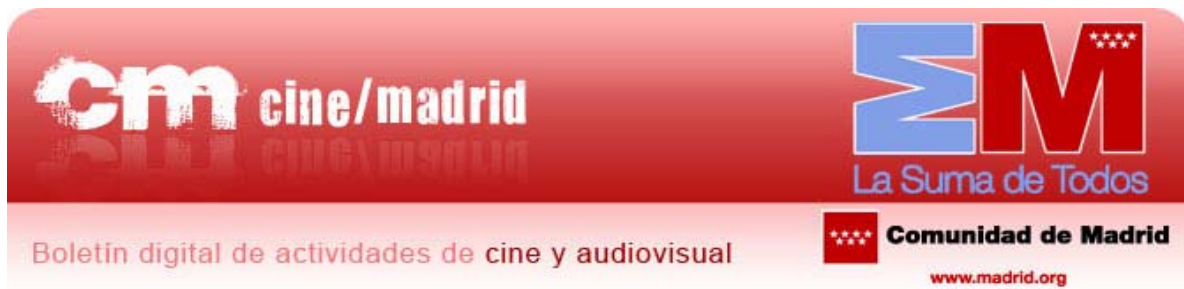 cm cine/madrid
ΣM
La Suma de Todos
Boletín digital de actividades de cine y audiovisual
Comunidad de Madrid
www.madrid.org